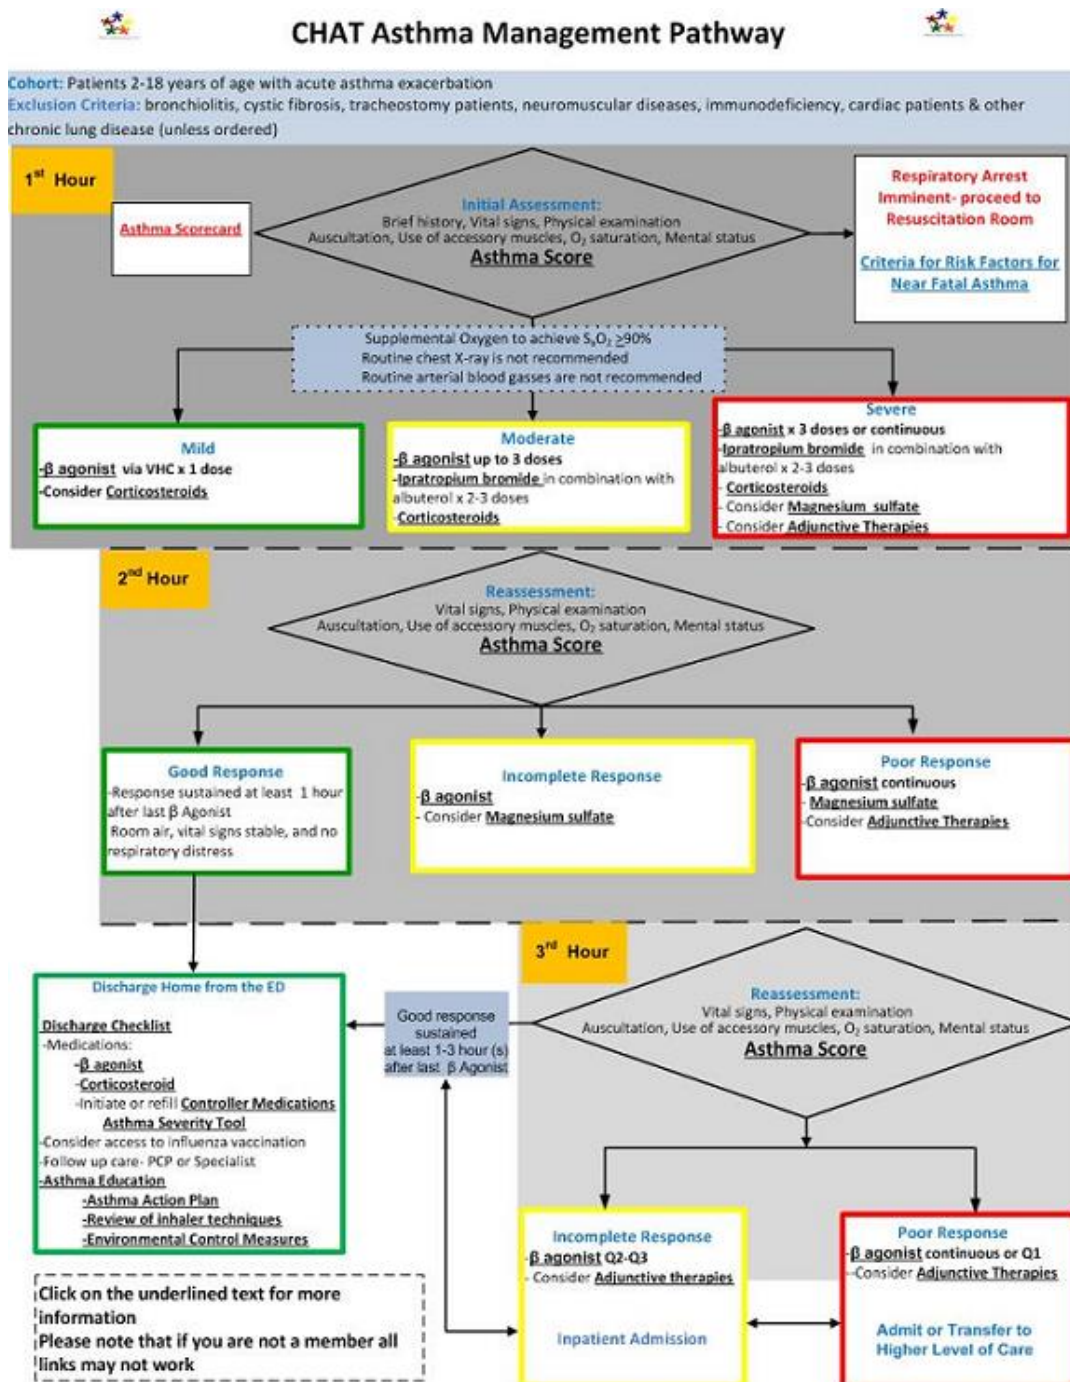 CHAT Asthma Management Pathway
Cohort: Patients 2-18 years of age with acute asthma exacerbation
Exclusion Criteria: bronchiolitis, cystic fibrosis, tracheostomy patients, neuromuscular diseases, immunodeficiency, cardiac patients & other
chronic lung disease (unless ordered)
1st Hour
Asthma Scorecard
Initial Assessment:
Brief history, Vital signs, Physical examination
Auscultation, Use of accessory muscles, O2 saturation, Mental status
Asthma Score
Respiratory Arrest
Imminent- proceed to
Resuscitation Room
Criteria for Risk Factors for
Near Fatal Asthma
Supplemental Oxygen to achieve SaO2 ≥90%
Routine chest X-ray is not recommended
Routine arterial blood gasses are not recommended
Mild
-β agonist via VHC x 1 dose
-Consider Corticosteroids
Moderate
-β agonist up to 3 doses
-Ipratropium bromide in combination with
albuterol x 2-3 doses
-Corticosteroids
Severe
-β agonist x 3 doses or continuous
-Ipratropium bromide in combination with
albuterol x 2-3 doses
- Corticosteroids
- Consider Magnesium sulfate
- Consider Adjunctive Therapies
2nd Hour
Reassessment:
Vital signs, Physical examination
Auscultation, Use of accessory muscles, O2 saturation, Mental status
Asthma Score
Good Response
-Response sustained at least 1 hour
after last β Agonist
Room air, vital signs stable, and no
respiratory distress
Incomplete Response
-β agonist
- Consider Magnesium sulfate
Poor Response
-β agonist continuous
- Magnesium sulfate
-Consider Adjunctive Therapies
3rd Hour
Reassessment:
Vital signs, Physical examination
Auscultation, Use of accessory muscles, O2 saturation, Mental status
Asthma Score
Good response
sustained
at least 1-3 hour (s)
after last β Agonist
Discharge Home from the ED
Discharge Checklist
-Medications:
-β agonist
-Corticosteroid
-Initiate or refill Controller Medications
Asthma Severity Tool
-Consider access to influenza vaccination
-Follow up care- PCP or Specialist
-Asthma Education
-Asthma Action Plan
-Review of inhaler techniques
-Environmental Control Measures
Incomplete Response
-β agonist Q2-Q3
- Consider Adjunctive therapies
Inpatient Admission
Poor Response
-β agonist continuous or Q1
--Consider Adjunctive Therapies
Admit or Transfer to
Higher Level of Care
Click on the underlined text for more
information
Please note that if you are not a member all
links may not work